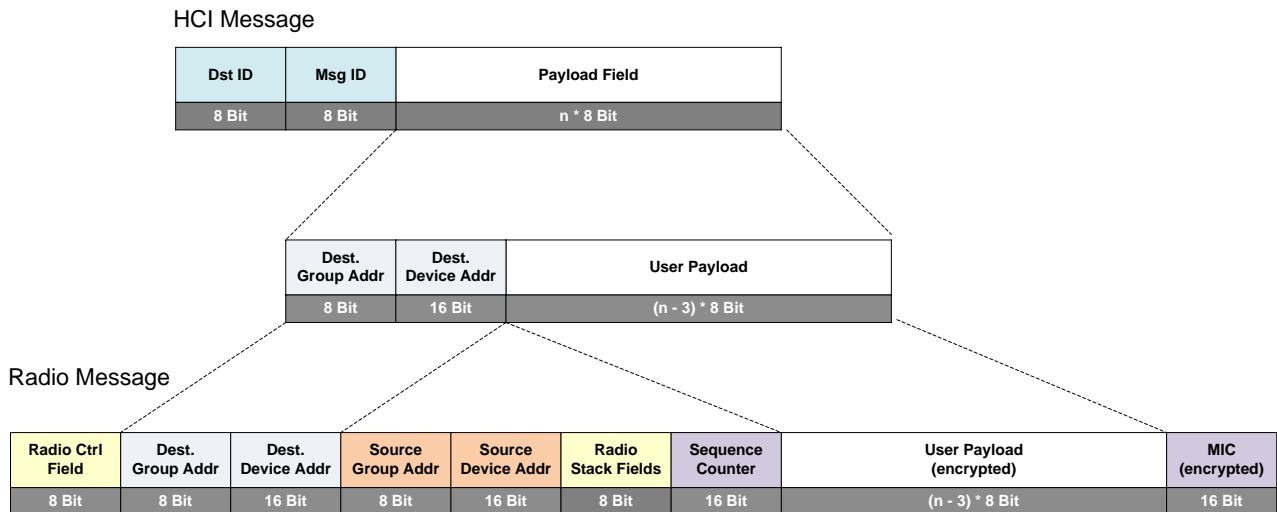 HCI Message
Dst ID Msg ID Payload Field
8 Bit 8 Bit n * 8 Bit
Dest. Group Addr Dest. Device Addr User Payload
8 Bit 16 Bit (n - 3) * 8 Bit
Radio Message
Radio Ctrl Field Dest. Group Addr Dest. Device Addr Source Group Addr Source Device Addr Radio Stack Fields Sequence Counter User Payload (encrypted) MIC (encrypted)
8 Bit 8 Bit 16 Bit 8 Bit 16 Bit 8 Bit 16 Bit (n - 3) * 8 Bit 16 Bit